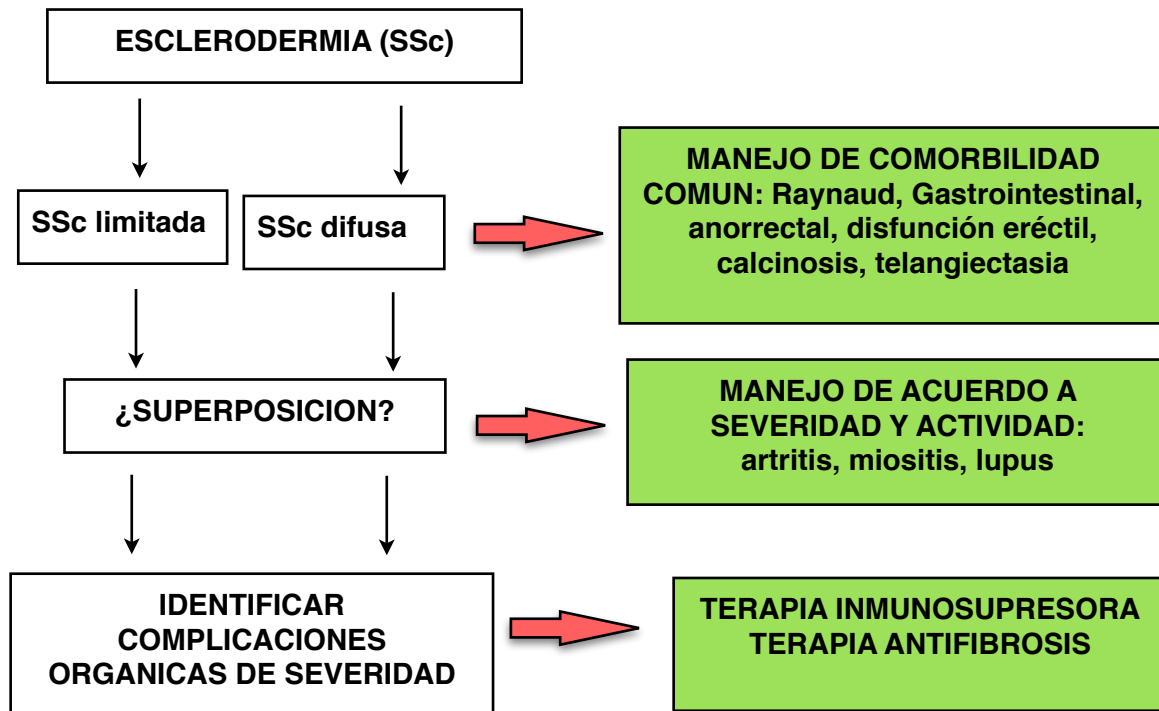 ESCLERODERMIA (SSc)
SSc limitada
SSc difusa
MANEJO DE COMORBILIDAD
COMUN: Raynaud, Gastrointestinal,
anorrectal, disfunción eréctil,
calcinosis, telangiectasia
¿SUPERPOSICION?
MANEJO DE ACUERDO A
SEVERIDAD Y ACTIVIDAD:
artritis, miositis, lupus
IDENTIFICAR
COMPLICACIONES
ORGANICAS DE SEVERIDAD
TERAPIA INMUNOSUPRESORA
TERAPIA ANTIFIBROSIS